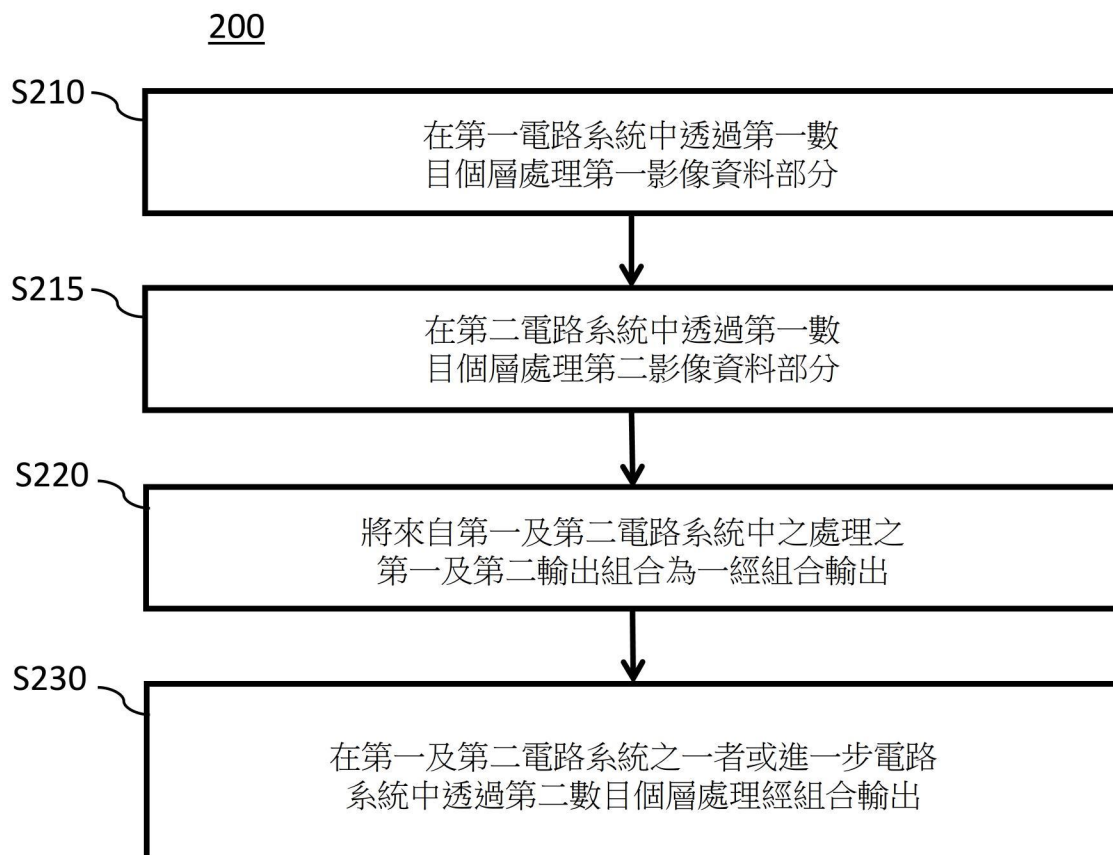 200
S210
在第一電路系統中透過第一數
目個層處理第一影像資料部分
S215
在第二電路系統中透過第一數
目個層處理第二影像資料部分
S220
將來自第一及第二電路系統中之處理之
第一及第二輸出組合為一經組合輸出
S230
在第一及第二電路系統之一者或進一步電路
系統中透過第二數目個層處理經組合輸出